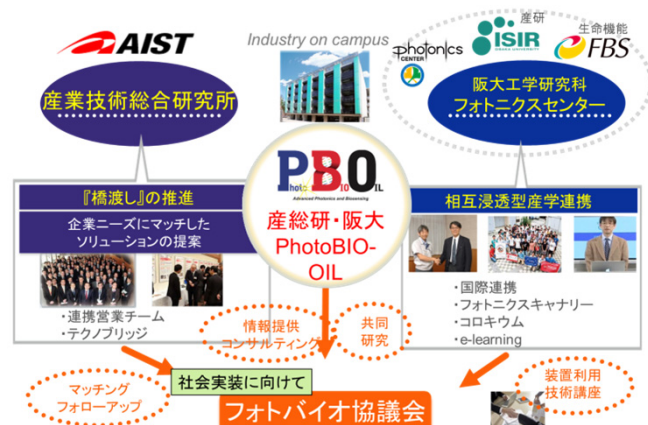 AIST
産業技術総合研究所
Industry on campus
photonics
CENTER
産研
ISIR
OSAKA UNIVERSITY
生命機能
FBS
阪大工学研究科
フォトニクスセンター
PBO
Photo BIO OIL
Advanced Photonics and Biosensing
産総研・阪大
PhotoBIO-
OIL
『橋渡し』の推進
企業ニーズにマッチした
ソリューションの提案
・連携営業チーム
・テクノブリッジ
相互浸透型産学連携
・国際連携
・フォトニクスキャナリー
・コロキウム
・e-learning
情報提供
コンサルティング
共同
研究
マッチング
フォローアップ
社会実装に向けて
フォトバイオ協議会
装置利用
技術講座